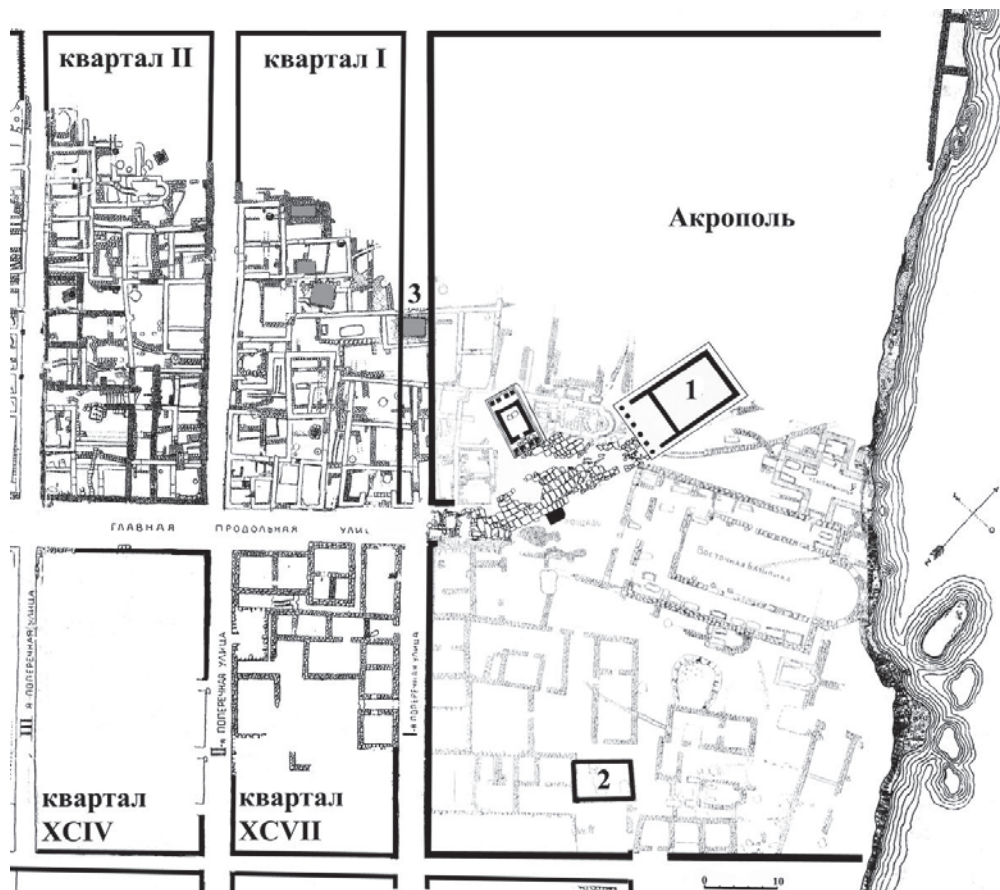 квартал II
квартал I
Акрополь
3
1
ГЛАВНАЯ ПРОДОЛЬНАЯ УЛИС
Восточная базилика
III я ПОПЕРЕЧНАЯ УЛИЦА
II-я ПОПЕРЕЧНАЯ УЛИЦА
I-я ПОПЕРЕЧНАЯ УЛИЦА
2
квартал
XCIV
квартал
XCVII
0 10